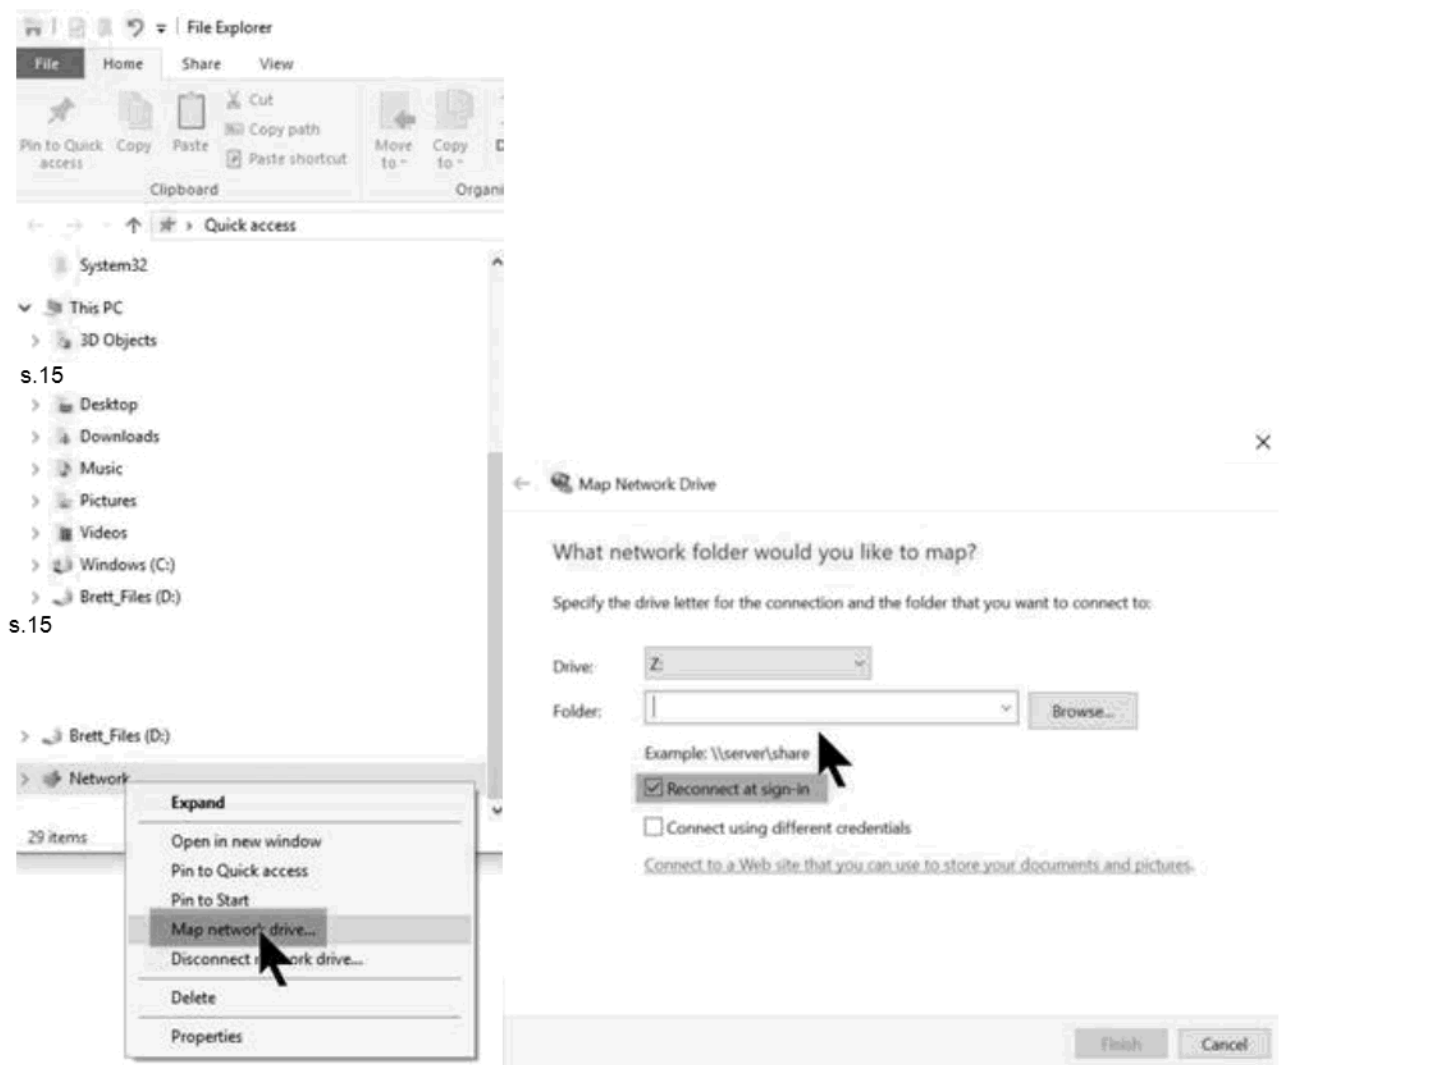 File Explorer
File Home Share View
Pin to Quick access
Copy
Paste
Cut
Copy path
Paste shortcut
Move to
Copy to
Clipboard
Organi
Quick access
System32
This PC
3D Objects
s.15
Desktop
Downloads
Music
Pictures
Videos
Windows (C:)
Brett_Files (D:)
s.15
Brett_Files (D:)
Network
29 items
Expand
Open in new window
Pin to Quick access
Pin to Start
Map network drive...
Disconnect network drive...
Delete
Properties
Map Network Drive
What network folder would you like to map?
Specify the drive letter for the connection and the folder that you want to connect to:
Drive: Z:
Folder: Browse...
Example: \\server\share
Reconnect at sign-in
Connect using different credentials
Connect to a Web site that you can use to store your documents and pictures.
Finish Cancel